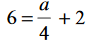 6 = a/4 + 2